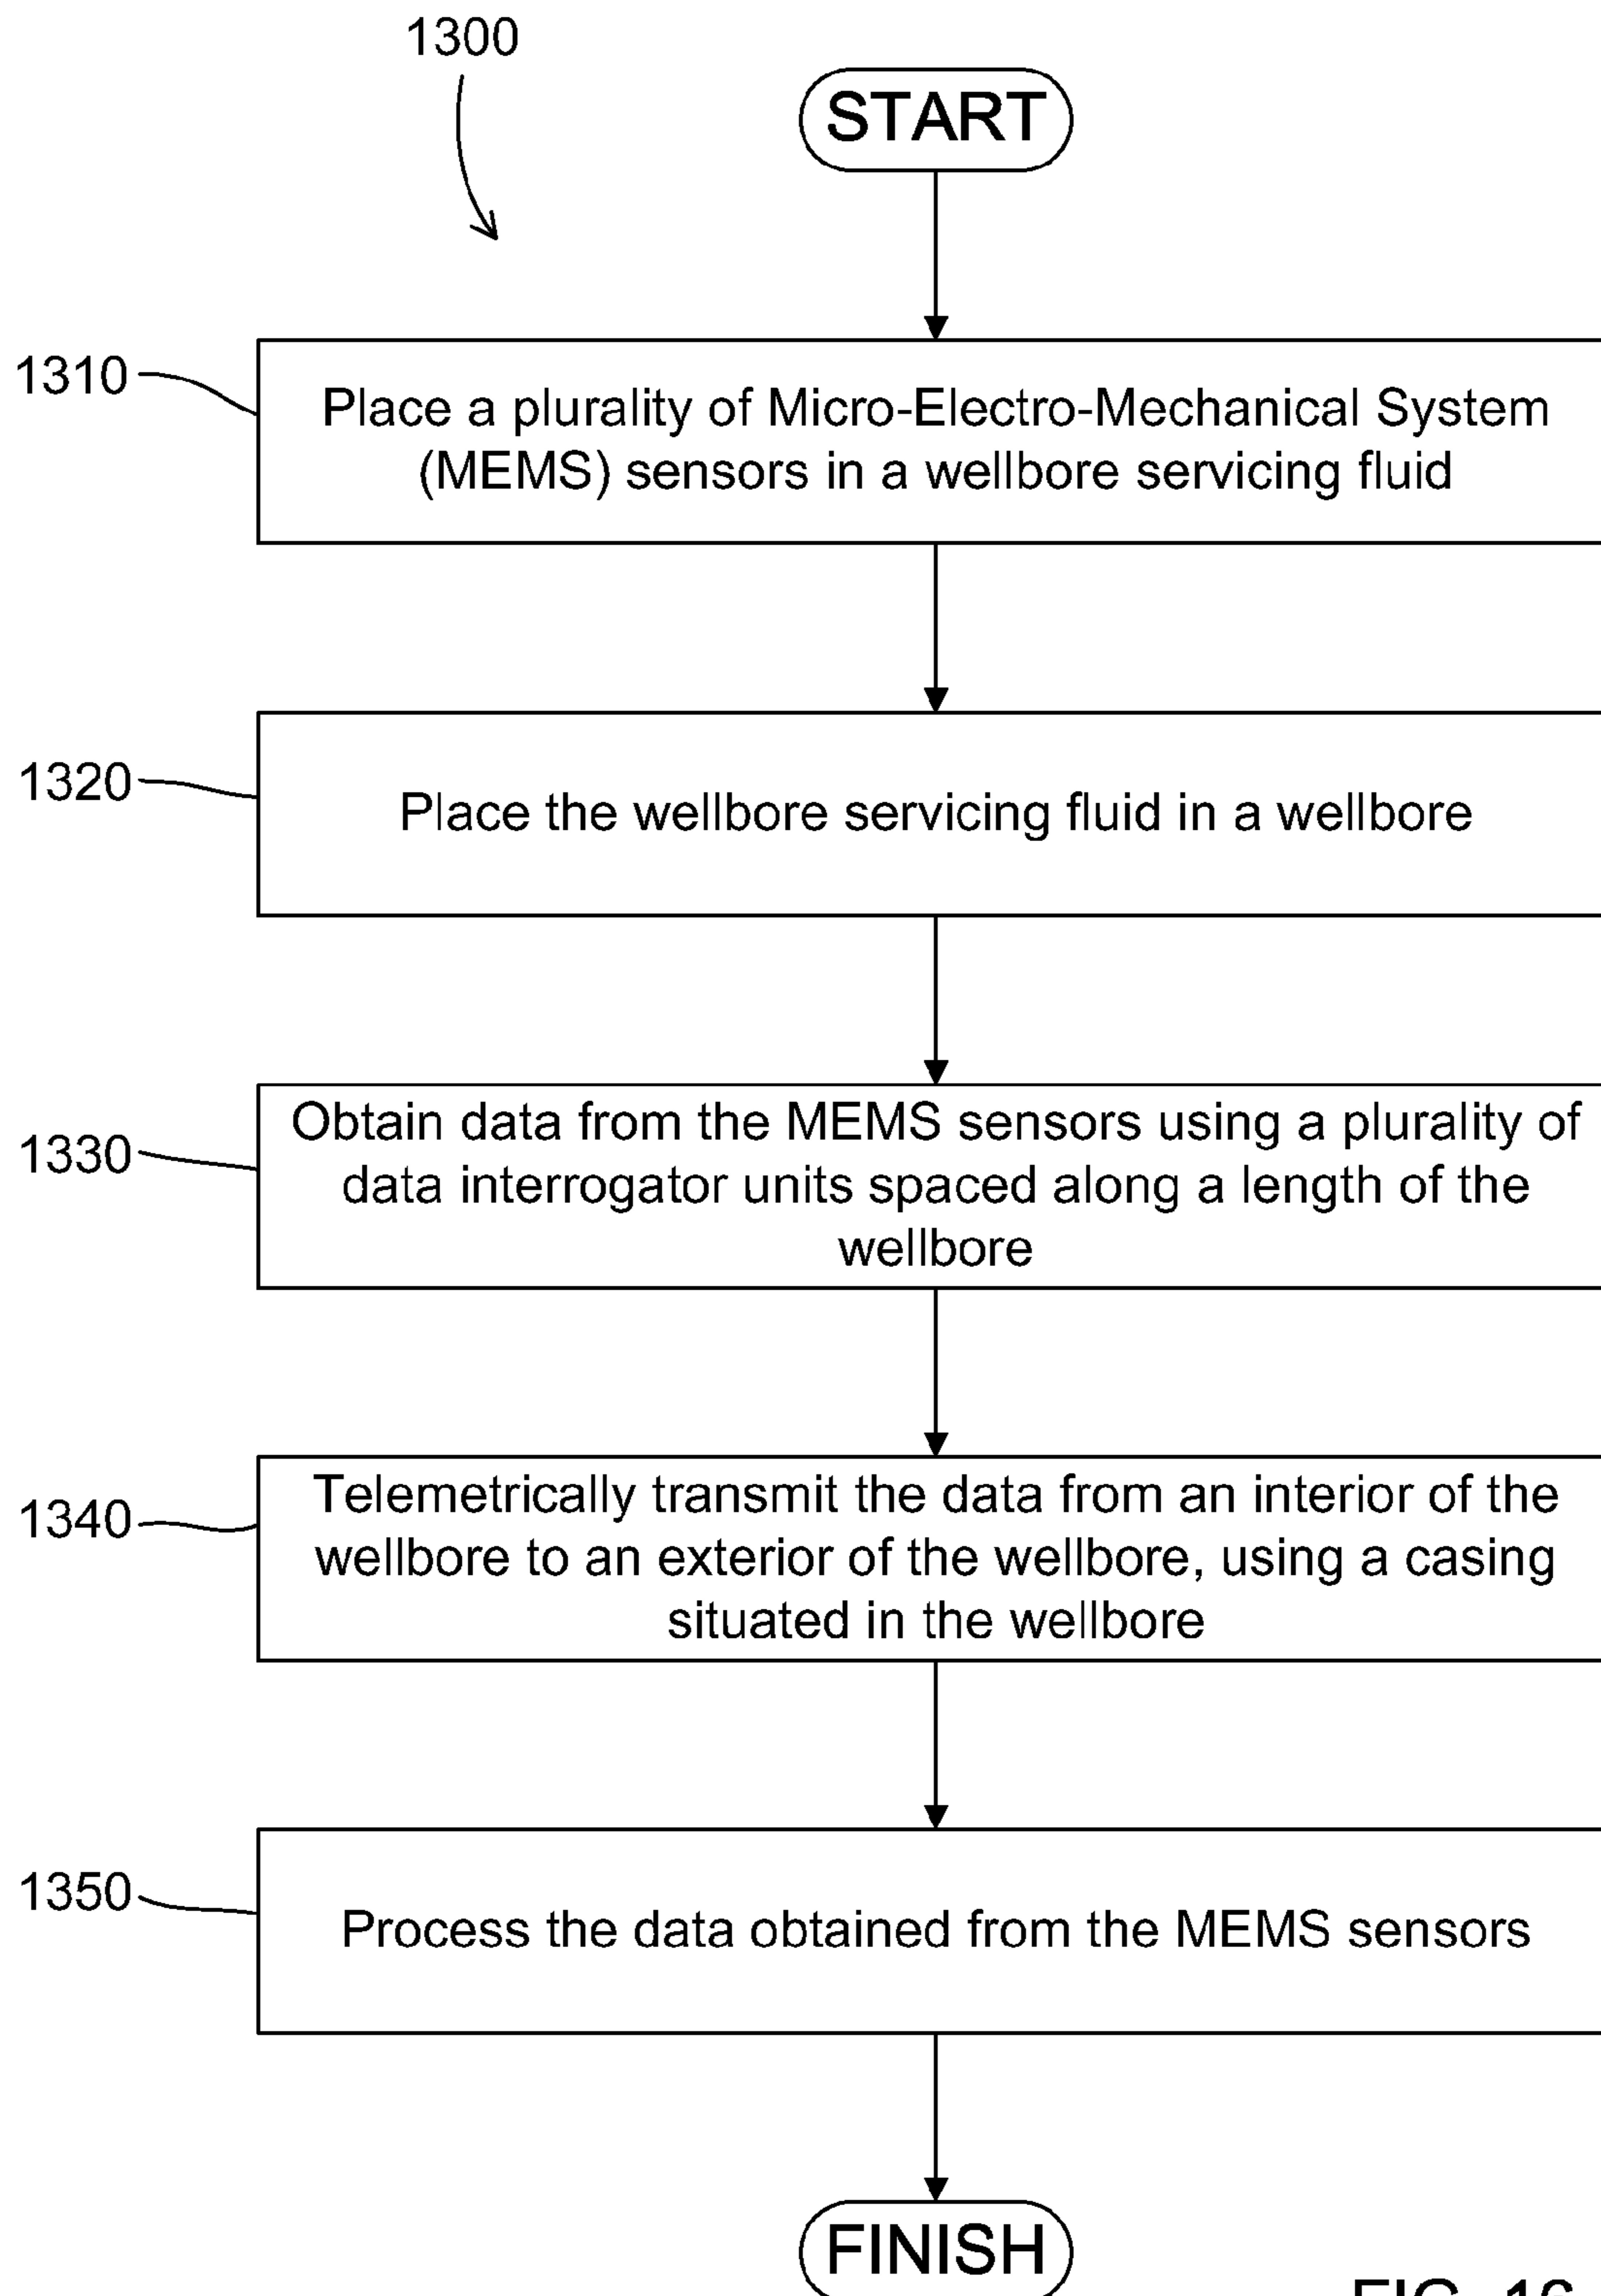 1300
START
1310
Place a plurality of Micro-Electro-Mechanical System
(MEMS) sensors in a wellbore servicing fluid
1320
Place the wellbore servicing fluid in a wellbore
1330
Obtain data from the MEMS sensors using a plurality of
data interrogator units spaced along a length of the
wellbore
1340
Telemetrically transmit the data from an interior of the
wellbore to an exterior of the wellbore, using a casing
situated in the wellbore
1350
Process the data obtained from the MEMS sensors
FINISH
FIG. 16